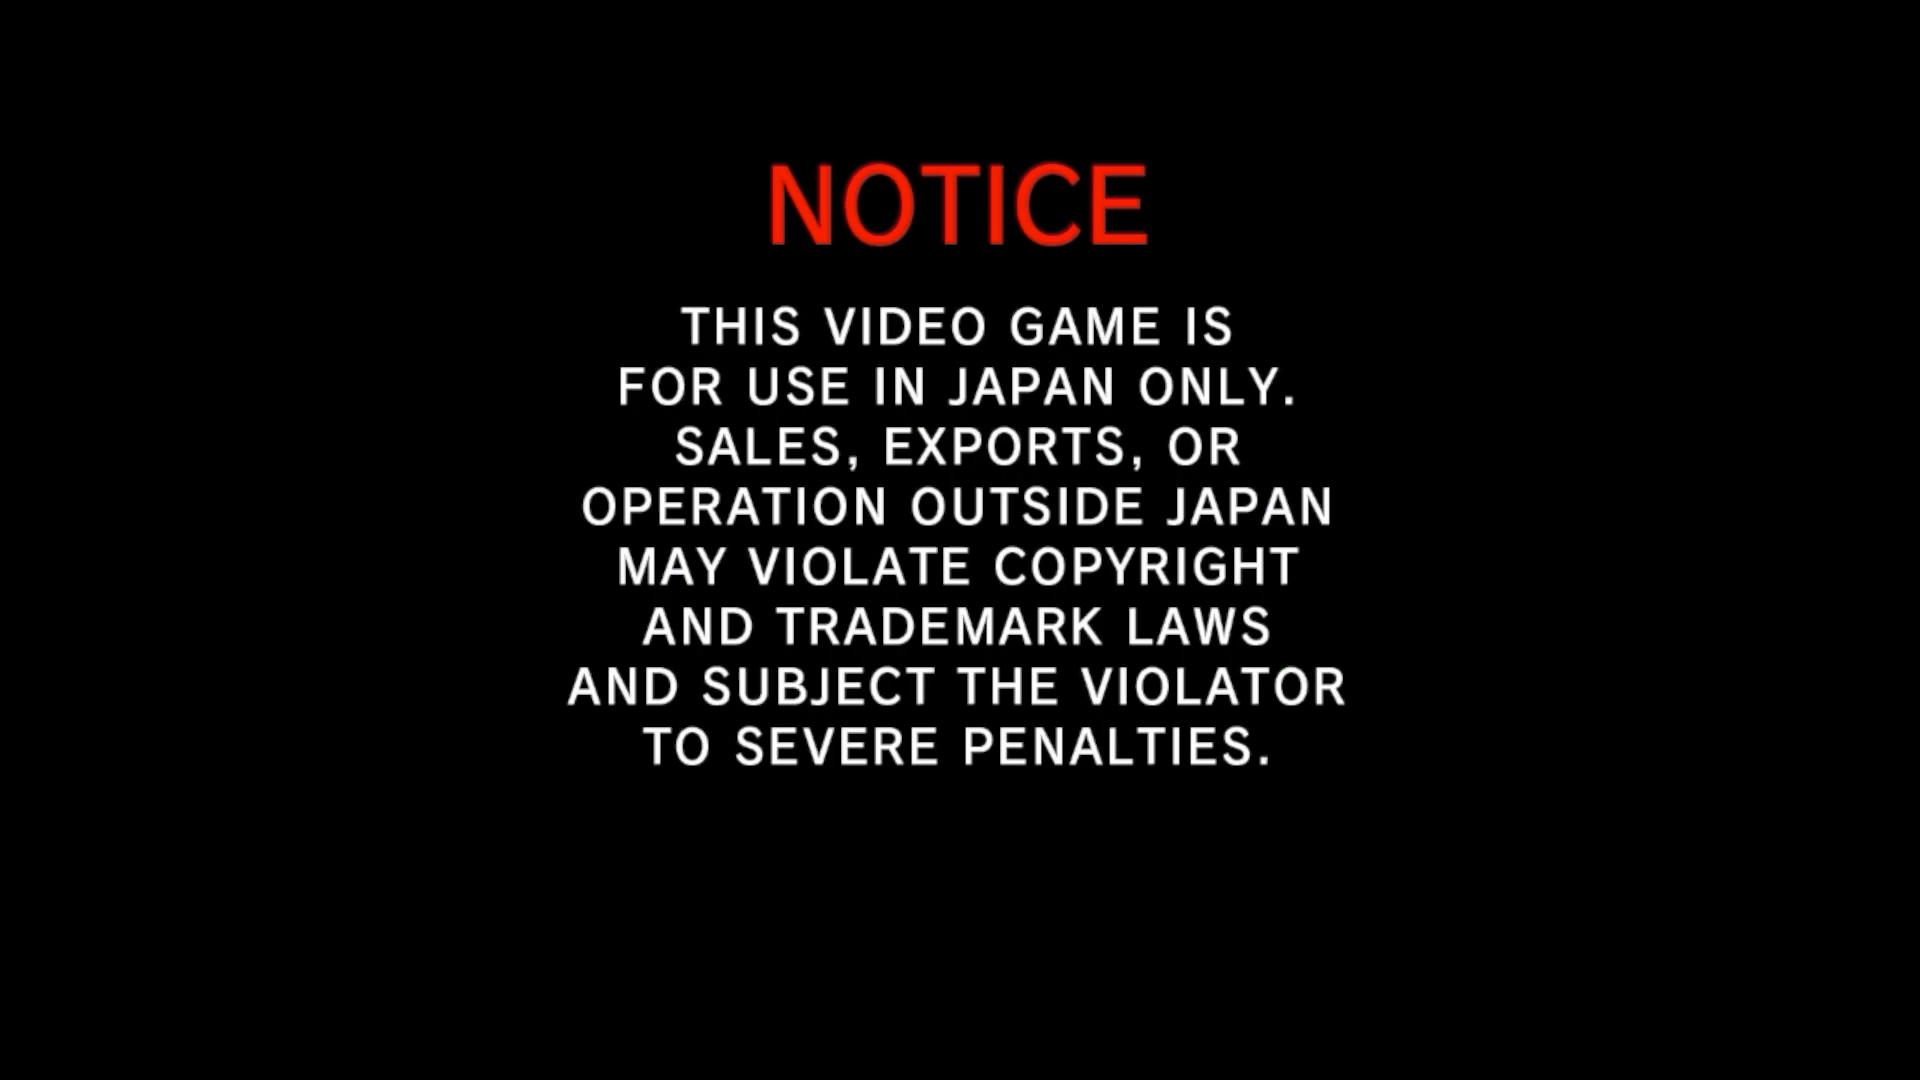 NOTICE
THIS VIDEO GAME IS
FOR USE IN JAPAN ONLY.
SALES, EXPORTS, OR
OPERATION OUTSIDE JAPAN
MAY VIOLATE COPYRIGHT
AND TRADEMARK LAWS
AND SUBJECT THE VIOLATOR
TO SEVERE PENALTIES.